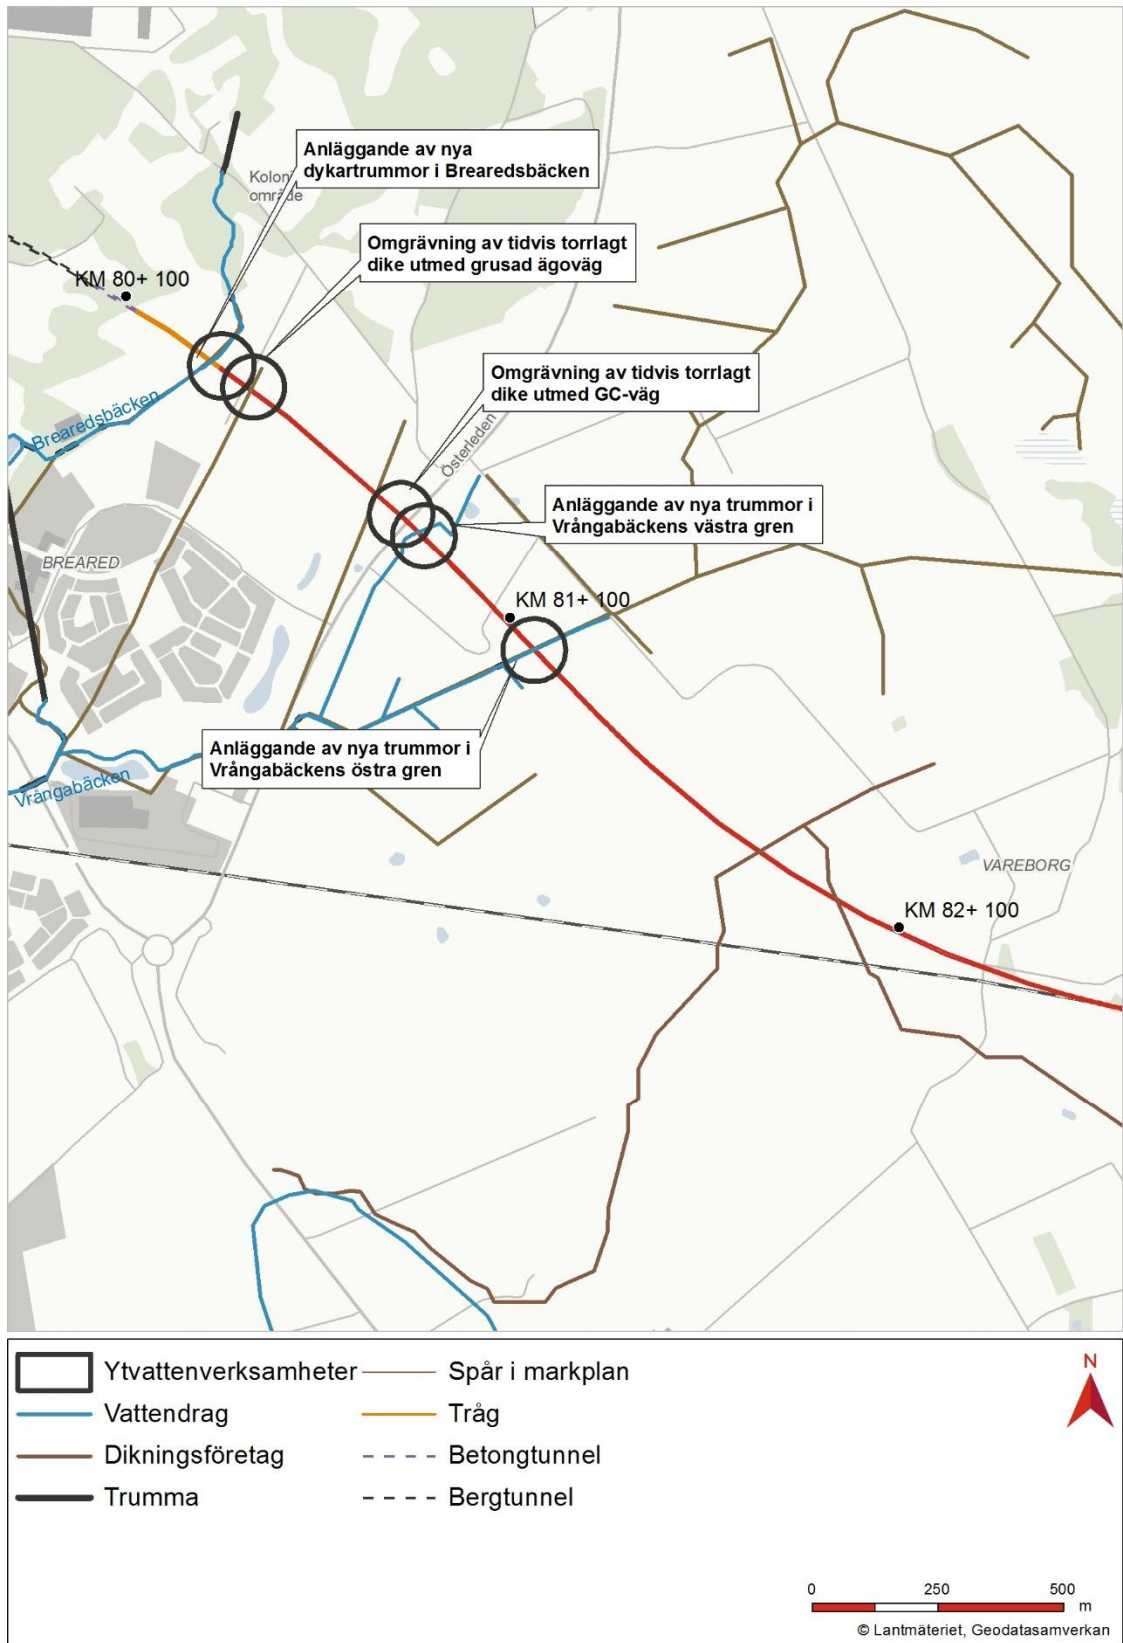 Anläggande av nya
dykartrummor i Brearedsbäcken
område
Omgrävning av tidvis torrlagt
dike utmed grusad ägoväg
KM 80+ 100
Omgrävning av tidvis torrlagt
dike utmed GC-väg
Brearedsbäcken
Österleden
Anläggande av nya trummor i
Vrångabäckens västra gren
BREARED
KM 81+ 100
Anläggande av nya trummor i
Vrångabäckens östra gren
Vrångabäcken
VAREBORG
KM 82+ 100
Ytvattenverksamheter
Vattendrag
Dikningsföretag
Trumma
Spår i markplan
Tråg
Betongtunnel
Bergtunnel
N
0 250 500
m
© Lantmäteriet, Geodatasamverkan